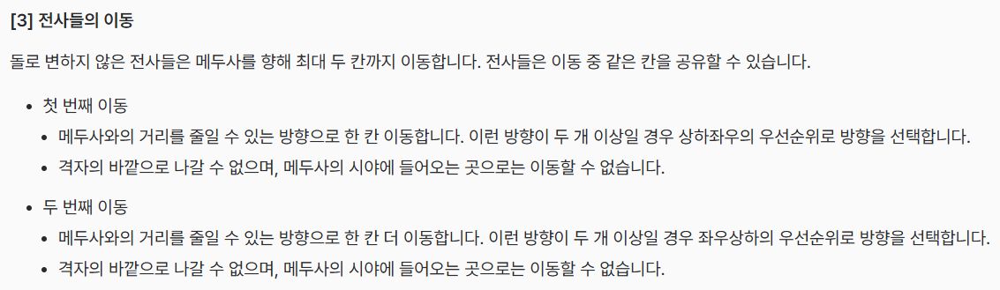 [3] 전사들의 이동
돌로 변하지 않은 전사들은 메두사를 향해 최대 두 칸까지 이동합니다. 전사들은 이동 중 같은 칸을 공유할 수 있습니다.
• 첫 번째 이동
• 메두사와의 거리를 줄일 수 있는 방향으로 한 칸 이동합니다. 이런 방향이 두 개 이상일 경우 상하좌우의 우선순위로 방향을 선택합니다.
• 격자의 바깥으로 나갈 수 없으며, 메두사의 시야에 들어오는 곳으로는 이동할 수 없습니다.
• 두 번째 이동
• 메두사와의 거리를 줄일 수 있는 방향으로 한 칸 더 이동합니다. 이런 방향이 두 개 이상일 경우 좌우상하의 우선순위로 방향을 선택합니다.
• 격자의 바깥으로 나갈 수 없으며, 메두사의 시야에 들어오는 곳으로는 이동할 수 없습니다.